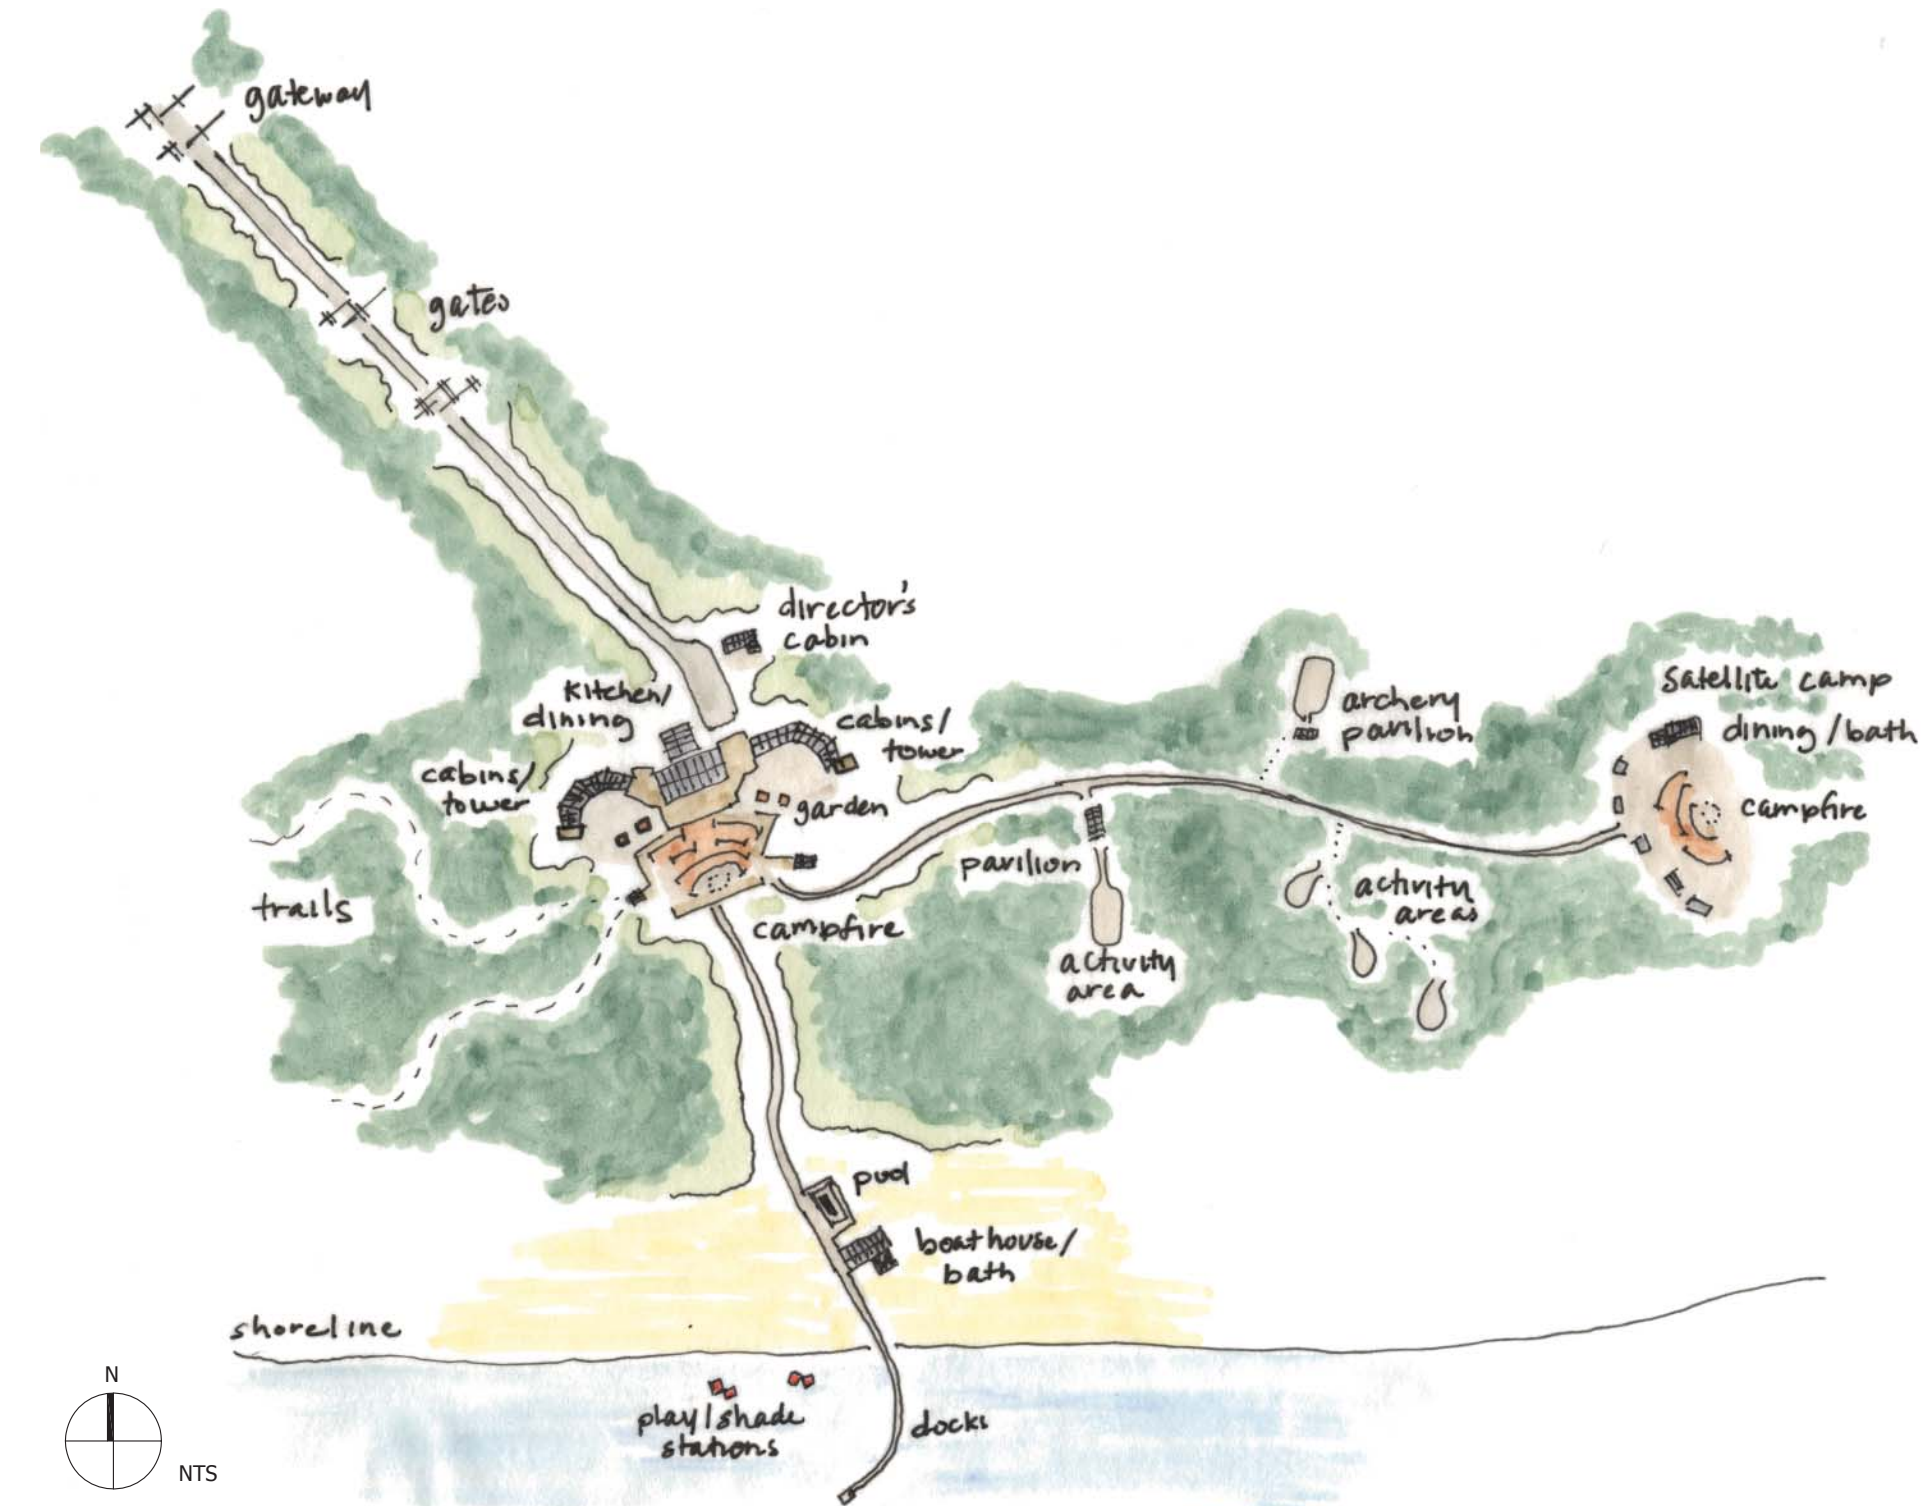 gateway
gates
director's
cabin
kitchen/
dining
cabins/
tower
cabins/
tower
garden
archery
pavilion
satellite camp
dining/bath
campfire
pavilion
activity
areas
trails
campfire
activity
area
pool
boathouse/
bath
shoreline
play/shade
stations
docks
N
NTS